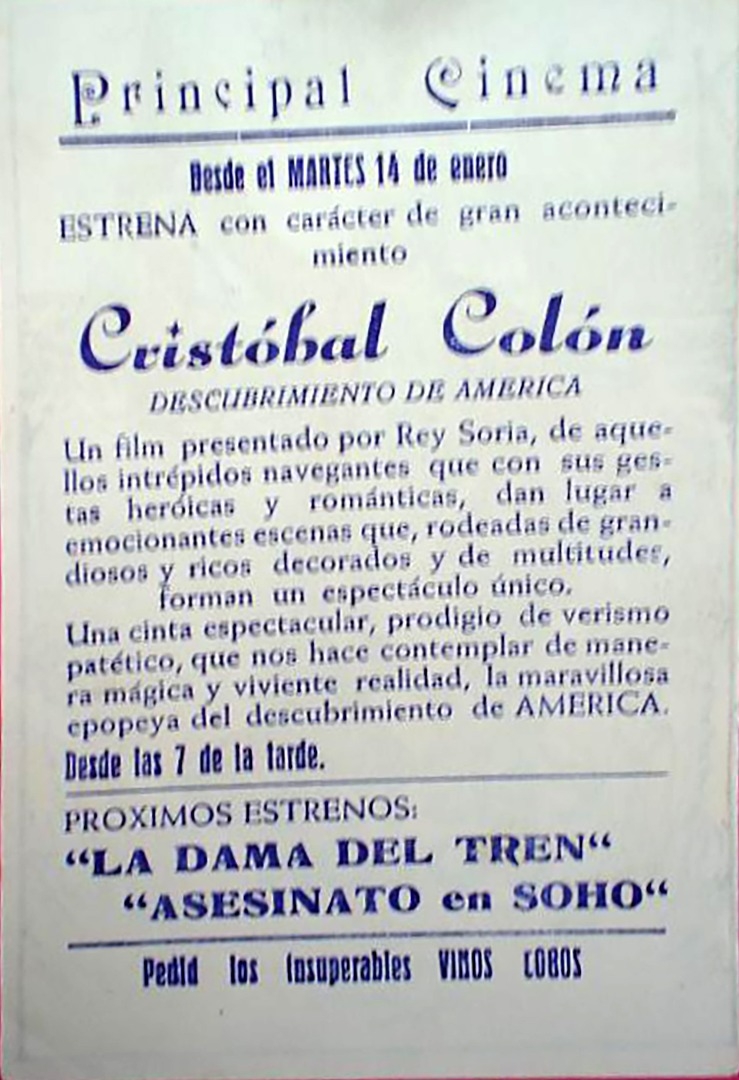 Principal Cinema
Desde el MARTES 14 de enero
ESTRENA con carácter de gran aconteci-
miento
Cristóbal Colón
DESCUBRIMIENTO DE AMERICA
Un film presentado por Rey Soria, de aque-
llos intrépidos navegantes que con sus ges-
tas heróicas y románticas, dan lugar a
emocionantes escenas que, rodeadas de gran-
diosos y ricos decorados y de multitudes,
forman un espectáculo único.
Una cinta espectacular, prodigio de verismo
patético, que nos hace contemplar de mane-
ra mágica y viviente realidad, la maravillosa
epopeya del descubrimiento de AMERICA.
Desde las 7 de la tarde.
PROXIMOS ESTRENOS:
“LA DAMA DEL TREN“
“ASESINATO en SOHO“
Pedid los insuperables VINOS COBOS